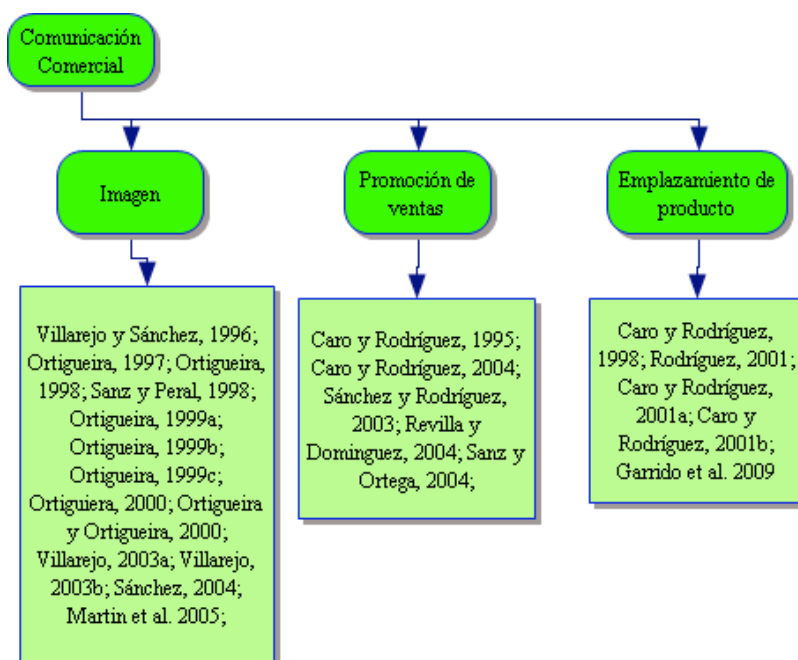 Comunicación
Comercial
Imagen
Promoción de
ventas
Emplazamiento de
producto
Villarejo y Sánchez, 1996;
Ortigueira, 1997; Ortigueira,
1998; Sanz y Peral, 1998;
Ortigueira, 1999a;
Ortigueira, 1999b;
Ortigueira, 1999c;
Ortiguiera, 2000; Ortigueira
y Ortigueira, 2000;
Villarejo, 2003a; Villarejo,
2003b; Sánchez, 2004;
Martin et al. 2005;
Caro y Rodríguez, 1995;
Caro y Rodríguez, 2004;
Sánchez y Rodríguez,
2003; Revilla y
Dominguez, 2004; Sanz y
Ortega, 2004;
Caro y Rodríguez,
1998; Rodríguez, 2001;
Caro y Rodríguez,
2001a; Caro y
Rodríguez, 2001b;
Garrido et al. 2009